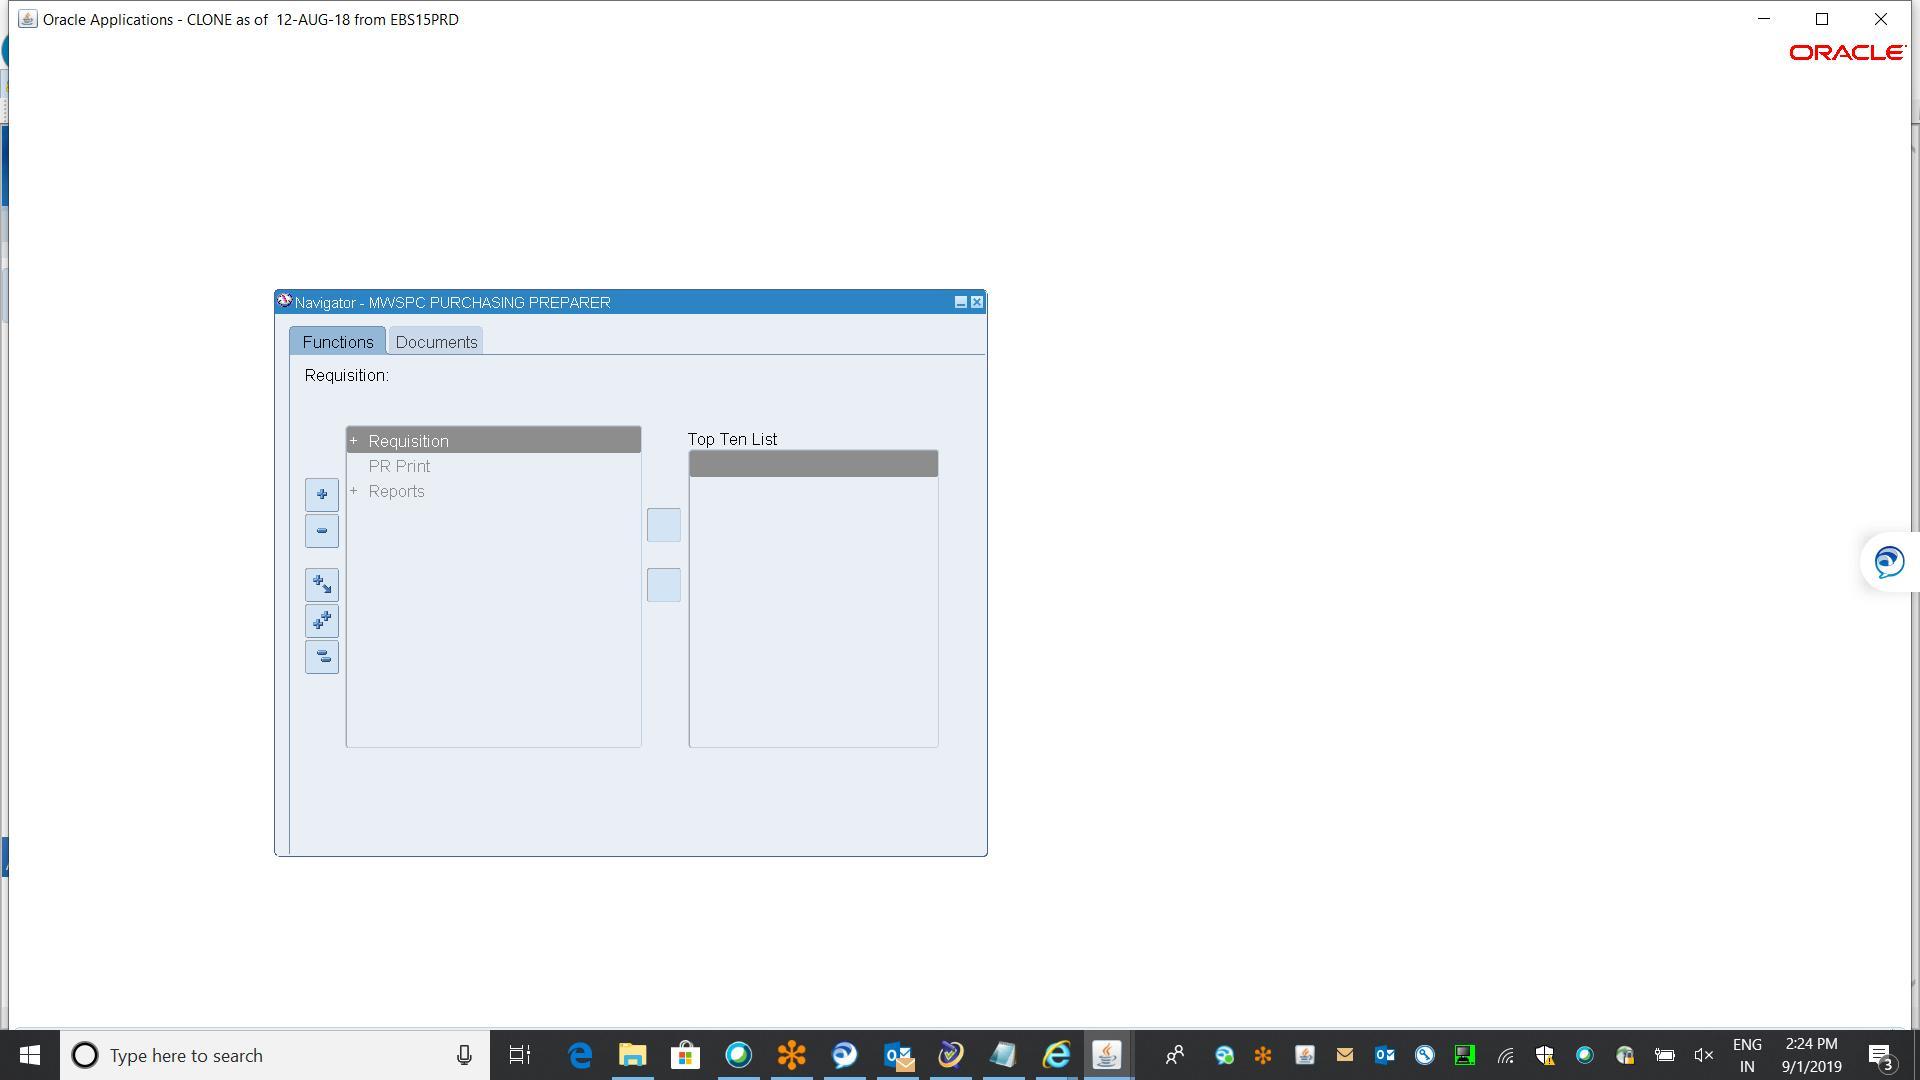 Oracle Applications - CLONE as of  12-AUG-18 from EBS15PRD
ORACLE
Navigator - MWSPC PURCHASING PREPARER
Functions
Documents
Requisition:
+ Requisition
PR Print
+ Reports
Top Ten List
Type here to search
ENG
IN
2:24 PM
9/1/2019
3